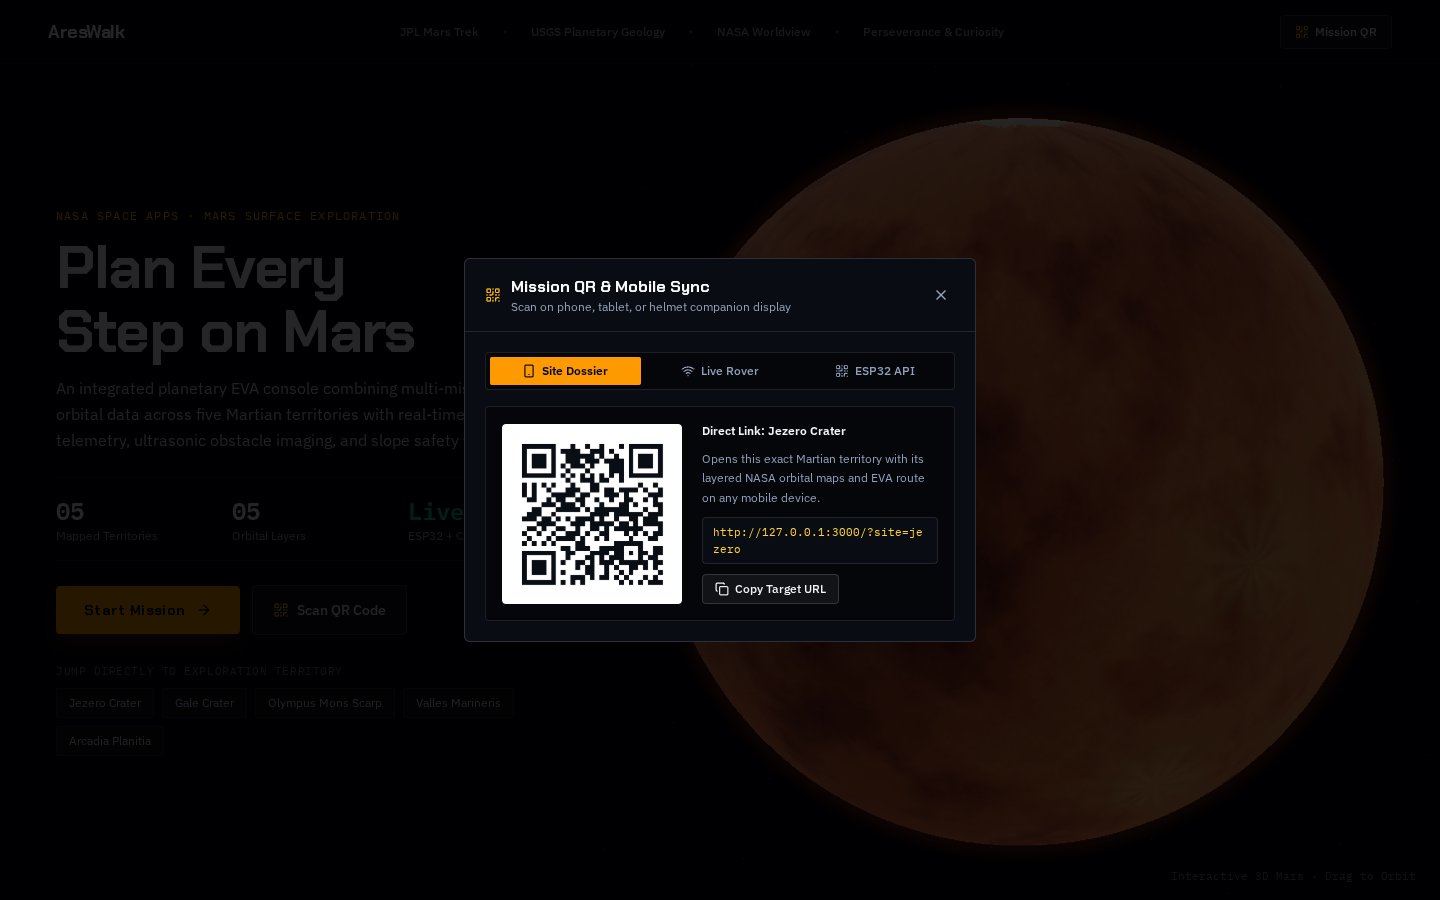 AresWalk
JPL Mars Trek • USGS Planetary Geology • NASA Worldview • Perseverance & Curiosity
Mission QR
NASA SPACE APPS • MARS SURFACE EXPLORATION
Plan Every
Step on Mars
An integrated planetary EVA console combining
orbital data across five Martian territories with real-time
telemetry, ultrasonic obstacle imaging, and slope safety
05
Mapped Territories
05
Orbital Layers
Live
ESP32 +
Start Mission →
Scan QR Code
JUMP DIRECTLY TO EXPLORATION TERRITORY
Jezero Crater
Gale Crater
Olympus Mons Scarp
Valles Marineris
Arcadia Planitia
Mission QR & Mobile Sync
Scan on phone, tablet, or helmet companion display
Site Dossier
Live Rover
ESP32 API
Direct Link: Jezero Crater
Opens this exact Martian territory with its
layered NASA orbital maps and EVA route
on any mobile device.
http://127.0.0.1:3000/?site=je
zero
Copy Target URL
Interactive 3D Mars • Drag to Orbit